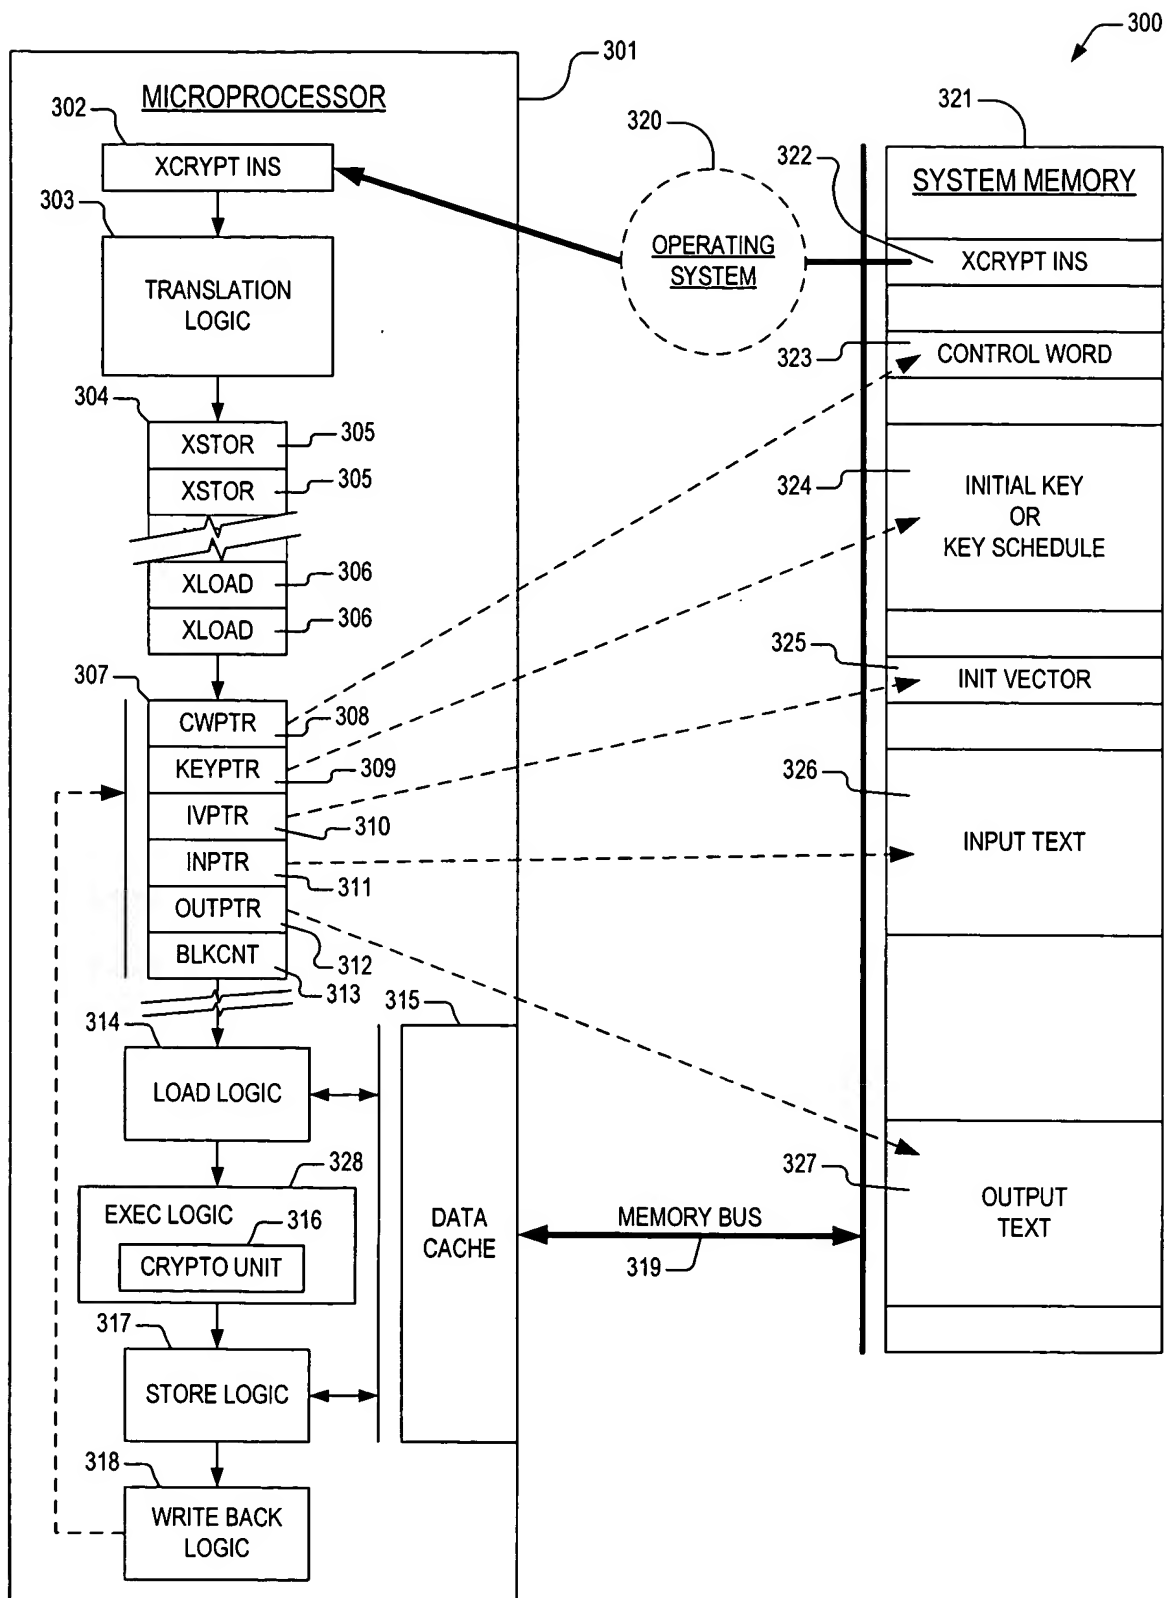 300
301
MICROPROCESSOR
302
XCRYPT INS
303
TRANSLATION
LOGIC
304
XSTOR
305
XSTOR
305
XLOAD
306
XLOAD
306
307
CWPTR
308
KEYPTR
309
IVPTR
310
INPTR
311
OUTPTR
312
BLKCNT
313
314
LOAD LOGIC
315
DATA
CACHE
328
EXEC LOGIC
316
CRYPTO UNIT
317
STORE LOGIC
318
WRITE BACK
LOGIC
MEMORY BUS
319
320
OPERATING
SYSTEM
321
SYSTEM MEMORY
322
XCRYPT INS
323
CONTROL WORD
324
INITIAL KEY
OR
KEY SCHEDULE
325
INIT VECTOR
326
INPUT TEXT
327
OUTPUT
TEXT